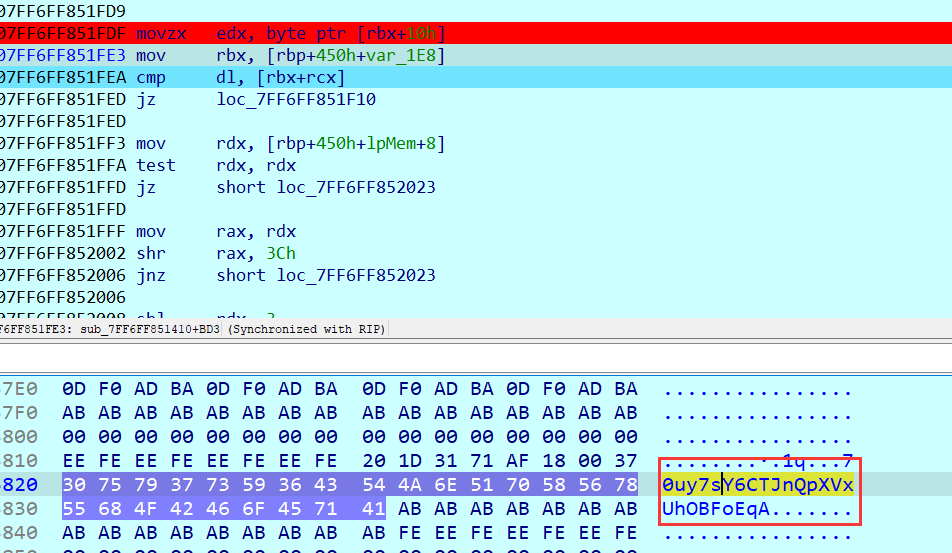 07FF6FF851FD9
07FF6FF851FDF movzx edx, byte ptr [rbx+10h]
07FF6FF851FE3 mov rbx, [rbp+450h+var_1E8]
07FF6FF851FEA cmp dl, [rbx+rcx]
07FF6FF851FED jz loc_7FF6FF851F10
07FF6FF851FED
07FF6FF851FF3 mov rdx, [rbp+450h+lpMem+8]
07FF6FF851FFA test rdx, rdx
07FF6FF851FFD jz short loc_7FF6FF852023
07FF6FF851FFD
07FF6FF851FFF mov rax, rdx
07FF6FF852002 shr rax, 3Ch
07FF6FF852006 jnz short loc_7FF6FF852023
07FF6FF852006
F6FF851FE3: sub_7FF6FF851410+BD3 (Synchronized with RIP)
67E0 0D F0 AD BA 0D F0 AD BA 0D F0 AD BA 0D F0 AD BA ................
67F0 AB AB AB AB AB AB AB AB AB AB AB AB AB AB AB AB ................
6800 00 00 00 00 00 00 00 00 00 00 00 00 00 00 00 00 ................
6810 EE FE EE FE EE FE EE FE 20 1D 31 71 AF 18 00 37 ........ .1q...7
6820 30 75 79 37 73 59 36 43 54 4A 6E 51 70 58 56 78 0uy7sY6CTJnQpXVx
6830 55 68 4F 42 46 6F 45 71 41 AB AB AB AB AB AB AB UhOBFoEqA.......
6840 AB AB AB AB AB AB AB AB AB FE EE FE EE FE EE FE ................